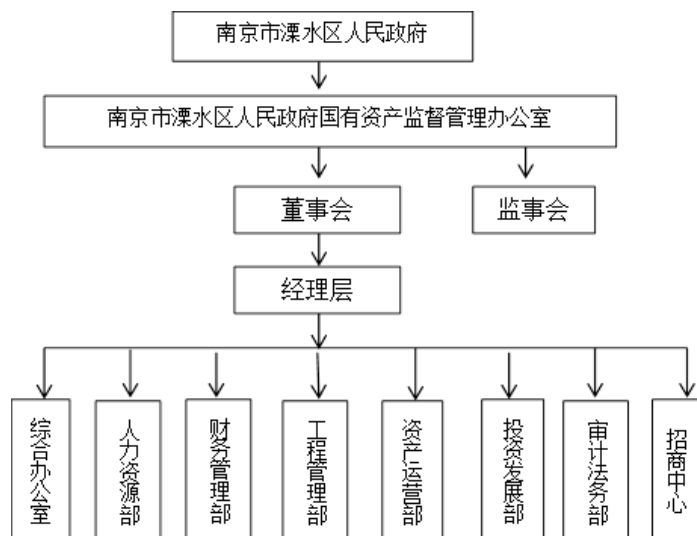 南京市溧水区人民政府
南京市溧水区人民政府国有资产监督管理办公室
董事会
监事会
经理层
综合办公室
人力资源部
财务管理部
工程管理部
资产运营部
投资发展部
审计法务部
招商中心